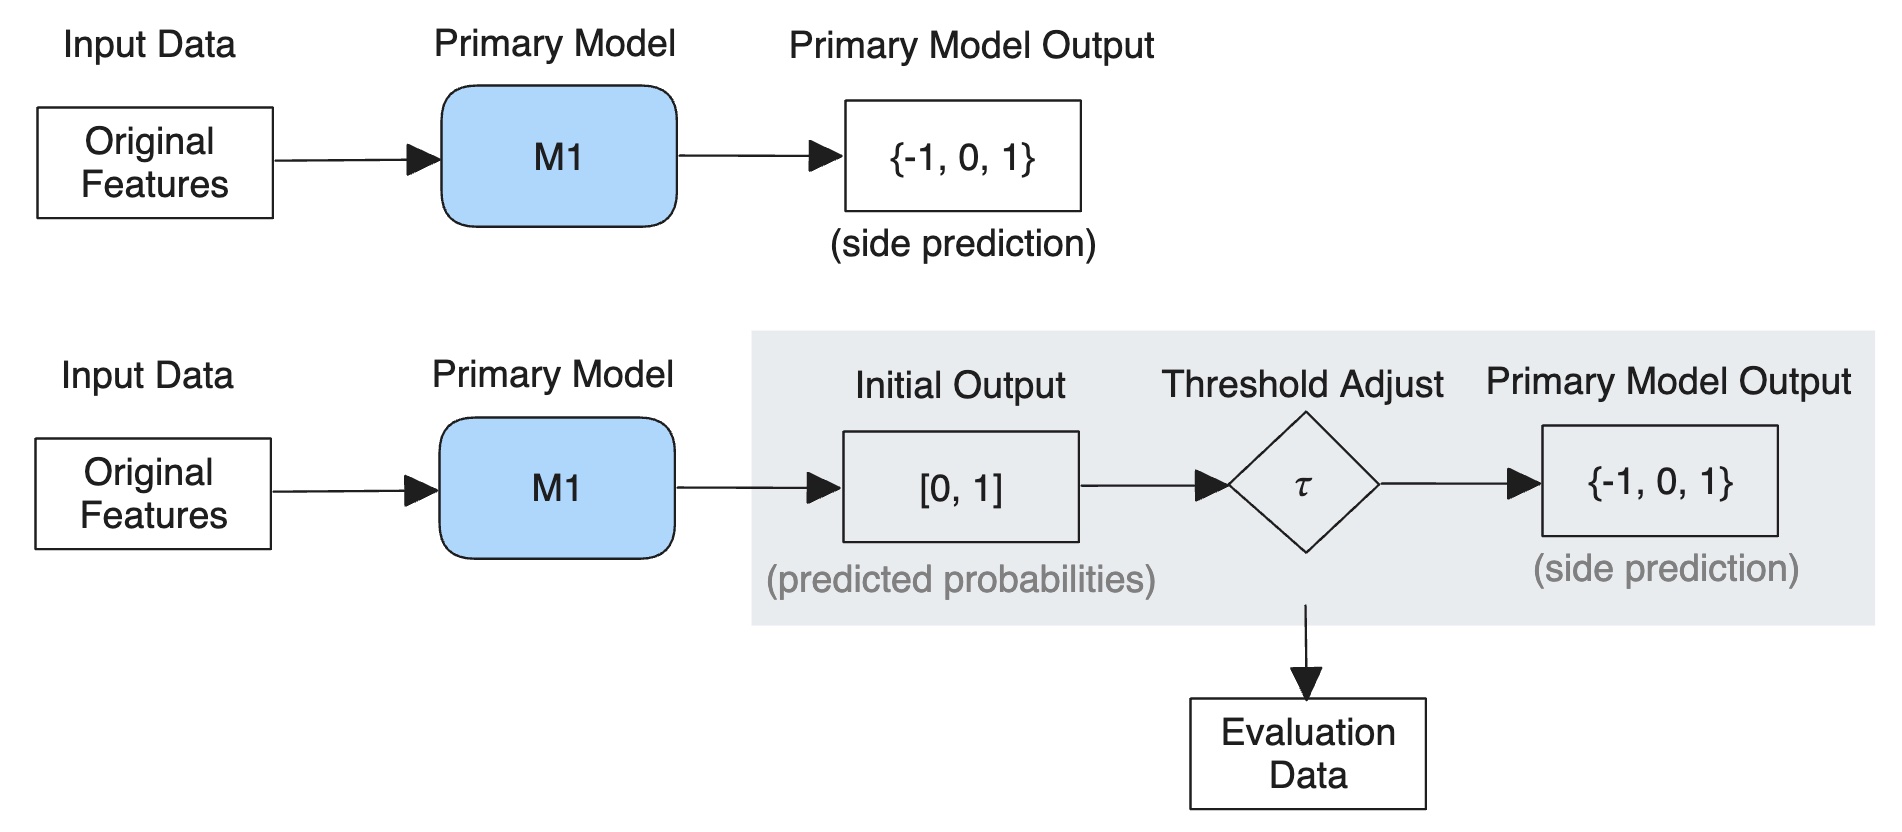 Input Data
Primary Model
Primary Model Output
Original
Features
M1
{-1, 0, 1}
(side prediction)
Input Data
Primary Model
Initial Output
Threshold Adjust
Primary Model Output
Original
Features
M1
[0, 1]
τ
{-1, 0, 1}
(predicted probabilities)
(side prediction)
Evaluation
Data